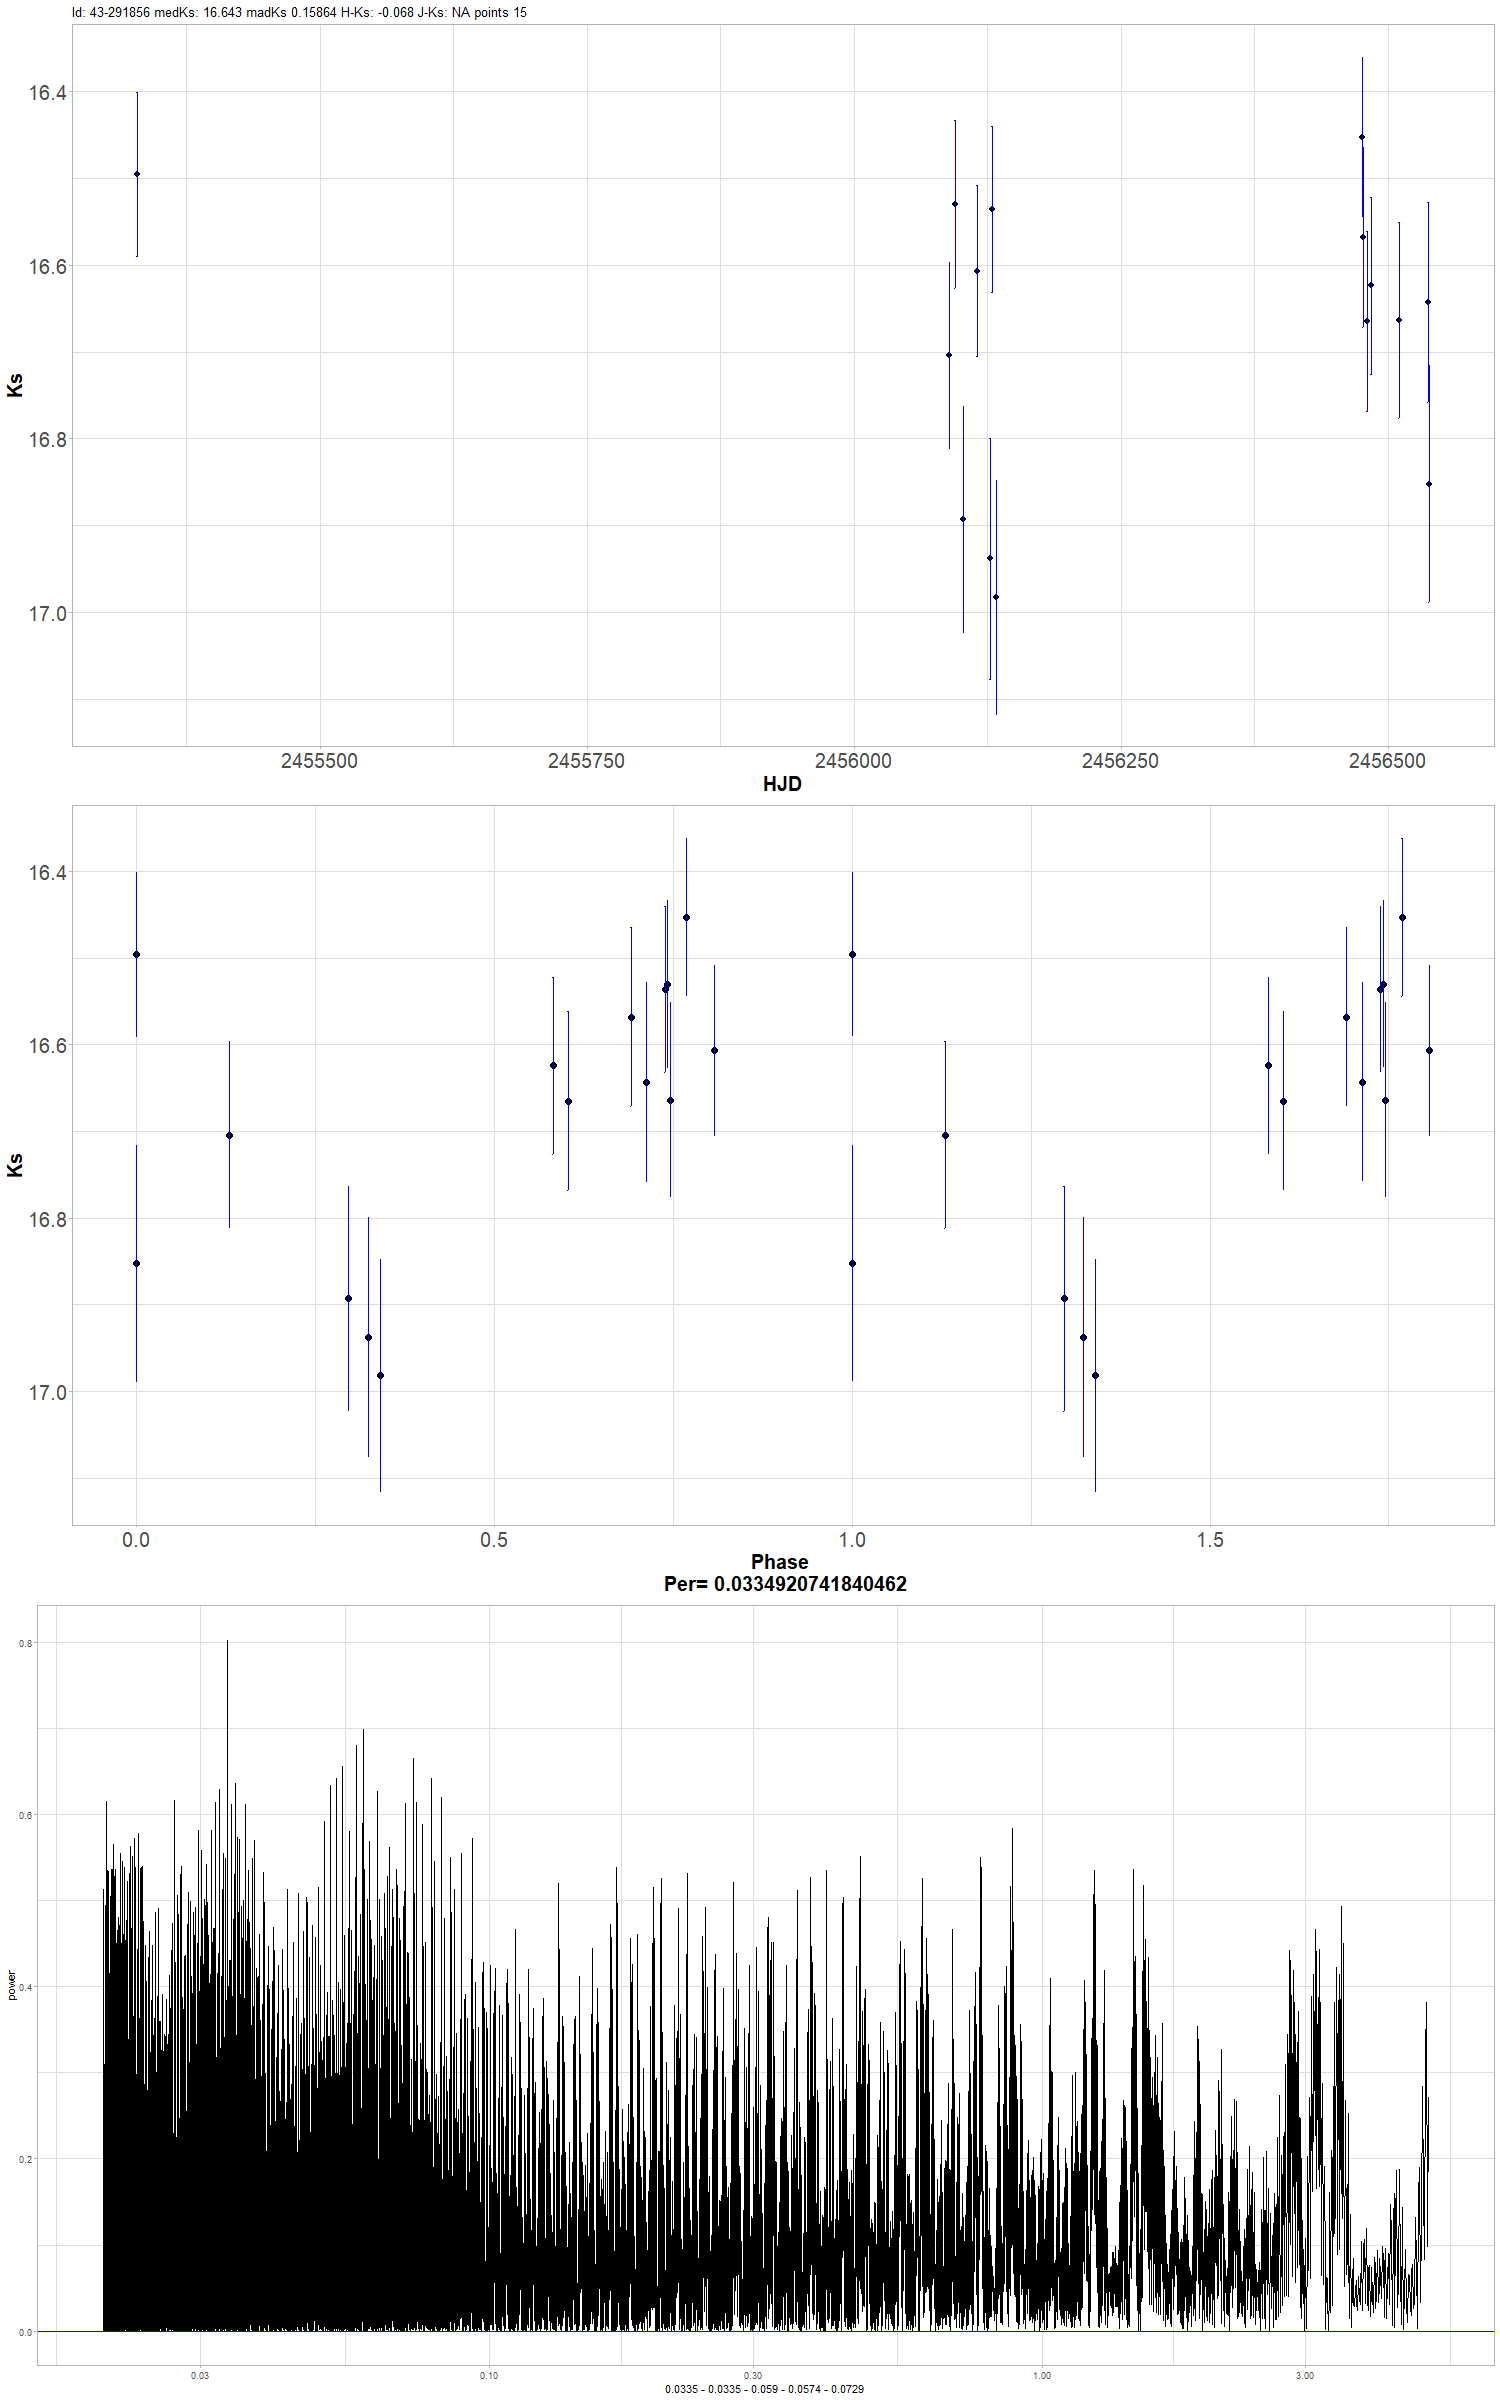 Id: 43-291856 medKs: 16.643 madKs 0.15864 H-Ks: -0.068 J-Ks: NA points 15
16.4
16.6
16.8
17.0
Ks
2455500 2455750 2456000 2456250 2456500
HJD
16.4
16.6
16.8
17.0
Ks
0.0 0.5 1.0 1.5
Phase
Per= 0.0334920741840462
0.8
0.6
0.4
0.2
0.0
power
0.03 0.10 0.30 1.00 3.00
0.0335 - 0.0335 - 0.059 - 0.0574 - 0.0729